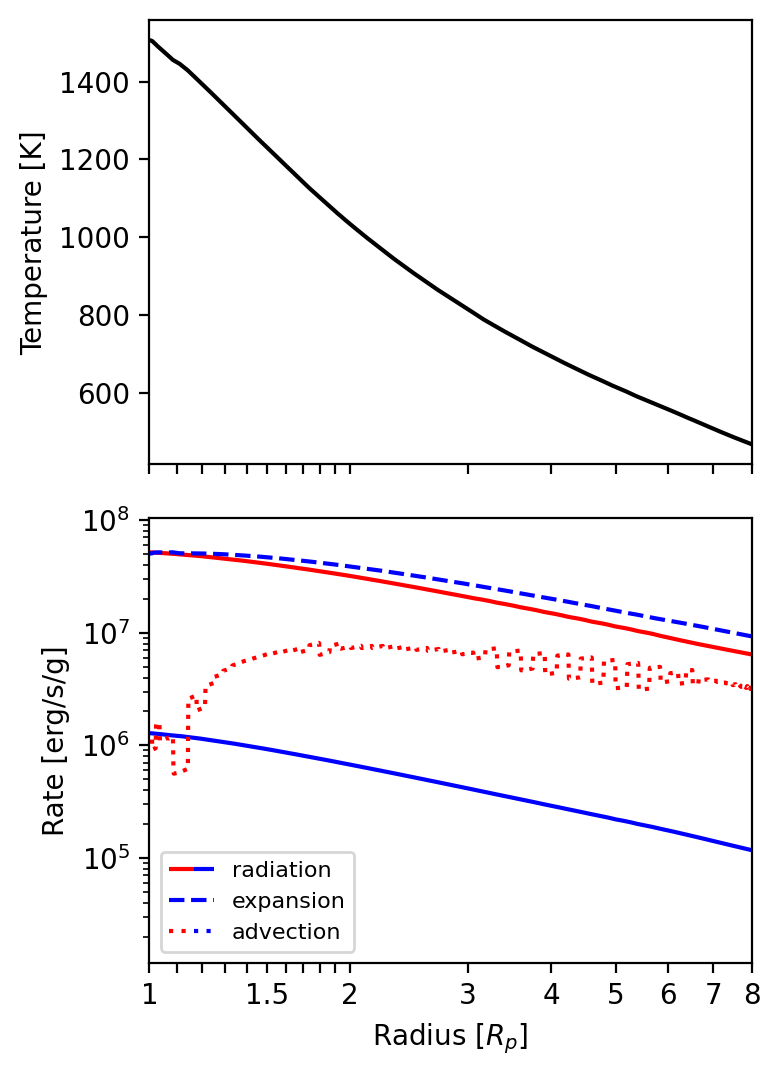 1400
1200
1000
800
600
Temperature [K]
10^8
10^7
10^6
10^5
Rate [erg/s/g]
radiation
expansion
advection
1 1.5 2 3 4 5 6 7 8
Radius [R_p]